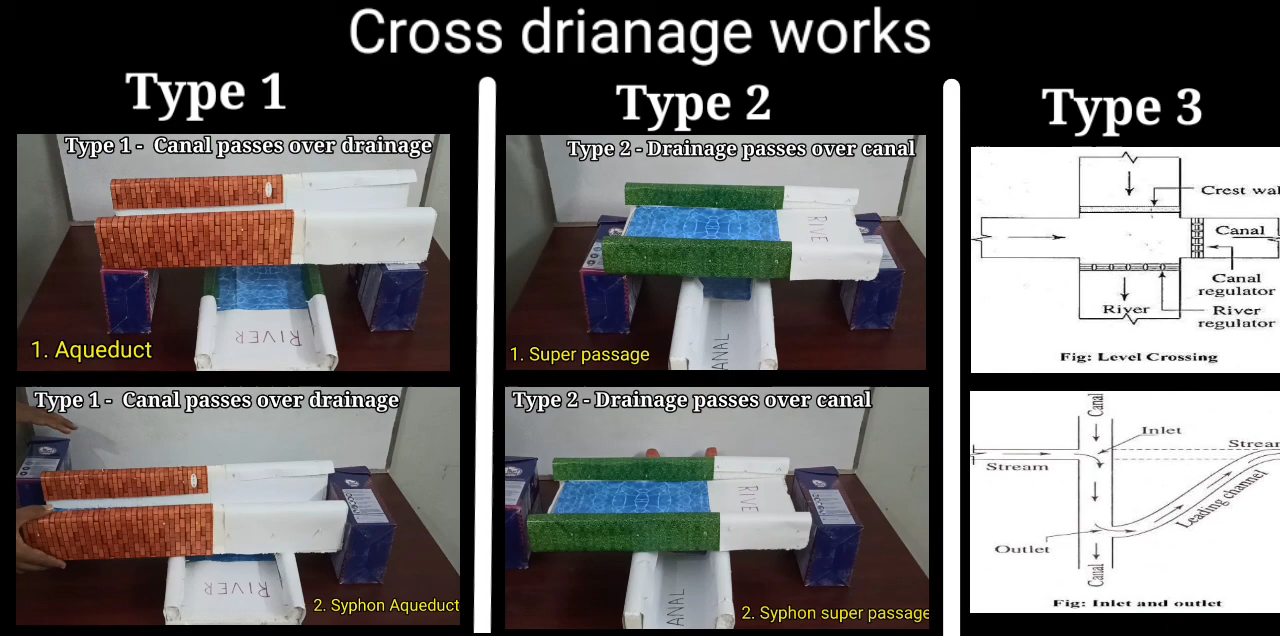 Cross drianage works
Type 1
Type 1 - Canal passes over drainage
RIVER
1. Aqueduct
Type 1 - Canal passes over drainage
RIVER
2. Syphon Aqueduct
Type 2
Type 2 - Drainage passes over canal
RIVE
ANAL
1. Super passage
Type 2 - Drainage passes over canal
RIVE
ANAL
2. Syphon super passage
Type 3
Crest wal
Canal
Canal
regulator
River
River
regulator
Fig: Level Crossing
Canal
Inlet
Strear
Stream
Leading channel
Outlet
Canal
Fig: Inlet and outlet